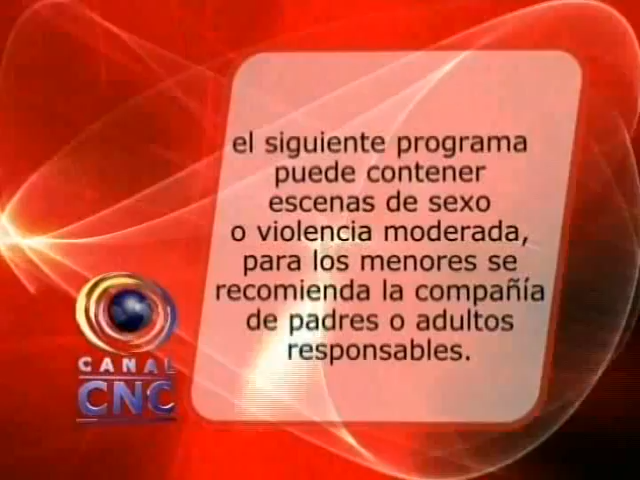 el siguiente programa
puede contener
escenas de sexo
o violencia moderada,
para los menores se
recomienda la compañía
de padres o adultos
responsables.
CANAL
CNC